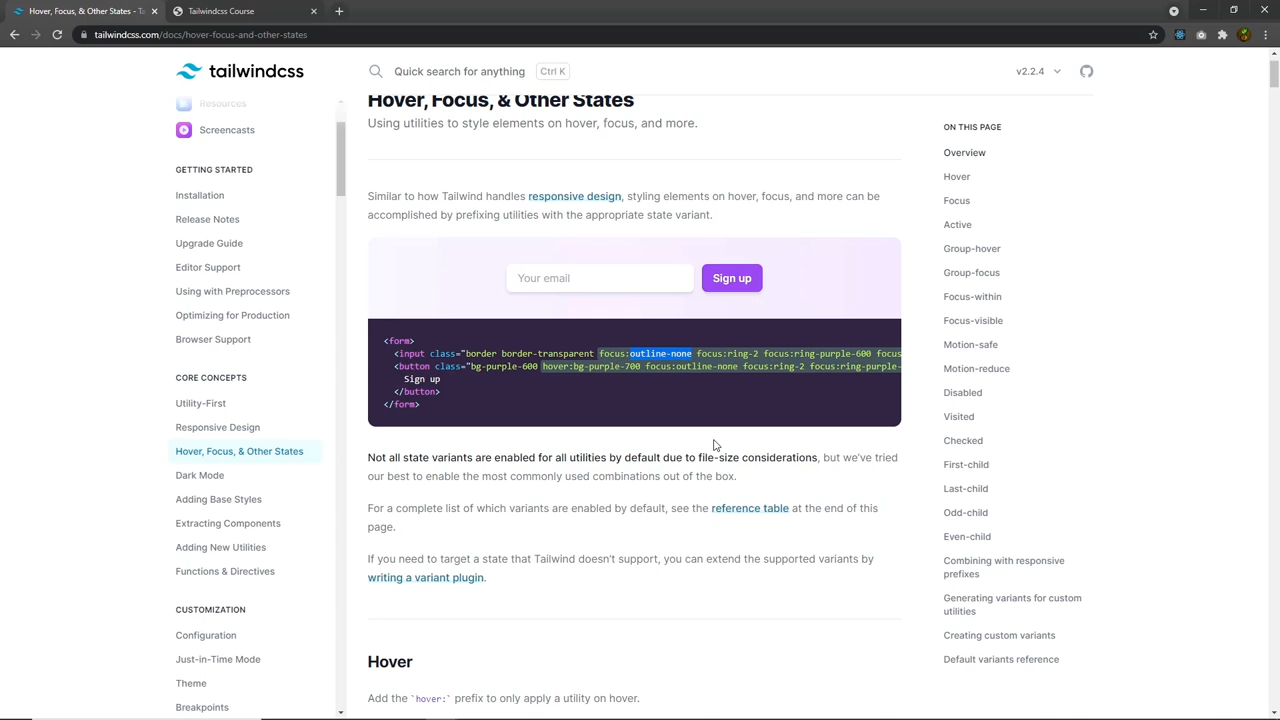 Hover, Focus, & Other States - Ta
Tailwindcss Course
tailwindcss.com/docs/hover-focus-and-other-states
tailwindcss
Quick search for anything
Ctrl K
v2.2.4
Resources
Screencasts
GETTING STARTED
Installation
Release Notes
Upgrade Guide
Editor Support
Using with Preprocessors
Optimizing for Production
Browser Support
CORE CONCEPTS
Utility-First
Responsive Design
Hover, Focus, & Other States
Dark Mode
Adding Base Styles
Extracting Components
Adding New Utilities
Functions & Directives
CUSTOMIZATION
Configuration
Just-in-Time Mode
Theme
Breakpoints
Hover, Focus, & Other States
Using utilities to style elements on hover, focus, and more.
Similar to how Tailwind handles responsive design, styling elements on hover, focus, and more can be
accomplished by prefixing utilities with the appropriate state variant.
Your email
Sign up
<form>
<input class="border border-transparent focus:outline-none focus:ring-2 focus:ring-purple-600 focus
<button class="bg-purple-600 hover:bg-purple-700 focus:outline-none focus:ring-2 focus:ring-purple-
Sign up
</button>
</form>
Not all state variants are enabled for all utilities by default due to file-size considerations, but we've tried
our best to enable the most commonly used combinations out of the box.
For a complete list of which variants are enabled by default, see the reference table at the end of this
page.
If you need to target a state that Tailwind doesn't support, you can extend the supported variants by
writing a variant plugin.
Hover
Add the `hover:` prefix to only apply a utility on hover.
ON THIS PAGE
Overview
Hover
Focus
Active
Group-hover
Group-focus
Focus-within
Focus-visible
Motion-safe
Motion-reduce
Disabled
Visited
Checked
First-child
Last-child
Odd-child
Even-child
Combining with responsive
prefixes
Generating variants for custom
utilities
Creating custom variants
Default variants reference